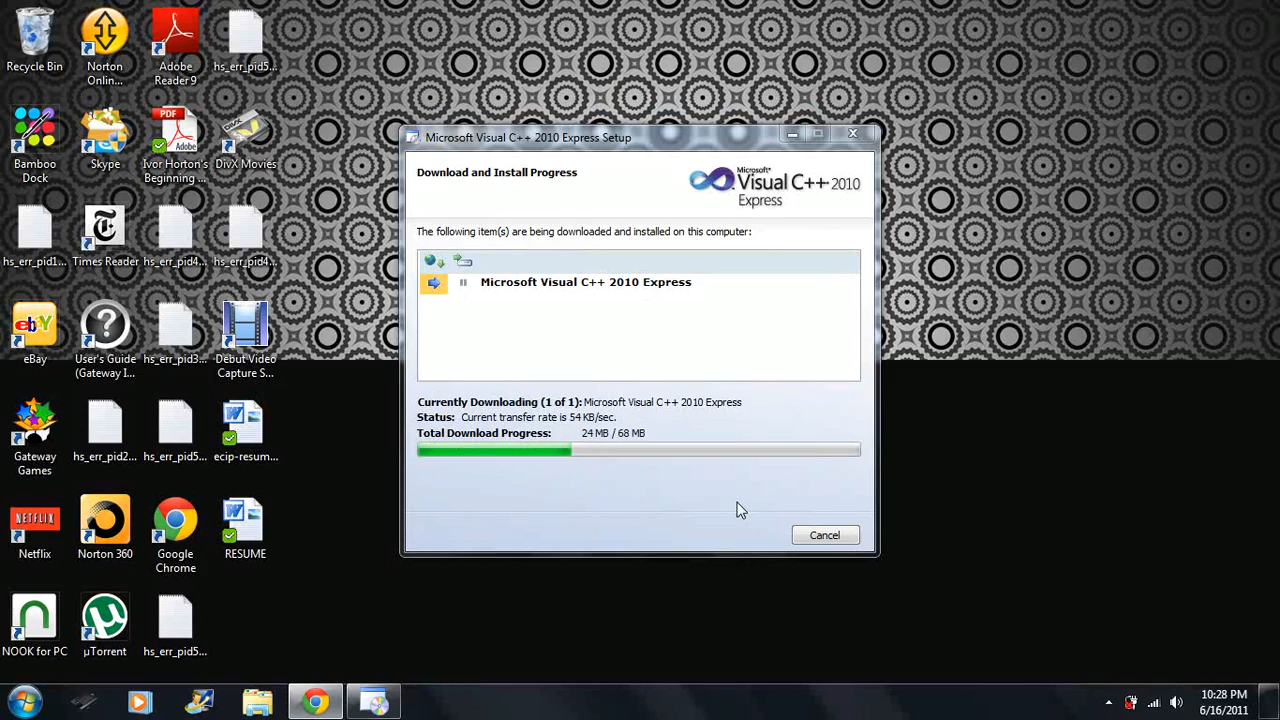 Recycle Bin
Norton
Online...
Adobe
Reader 9
hs_err_pid5...
Bamboo
Dock
Skype
PDF
Adobe
Ivor Horton's
Beginning ...
DivX Movies
hs_err_pid1...
Times Reader
hs_err_pid4...
hs_err_pid4...
ebY
eBay
User's Guide
(Gateway I...
hs_err_pid3...
Debut Video
Capture S...
Gateway
Games
hs_err_pid2...
hs_err_pid5...
ecip-resum...
NETFLIX
Netflix
Norton 360
Google
Chrome
RESUME
NOOK for PC
µTorrent
hs_err_pid5...
Microsoft Visual C++ 2010 Express Setup
Download and Install Progress
Microsoft®
Visual C++ 2010
Express
The following item(s) are being downloaded and installed on this computer:
Microsoft Visual C++ 2010 Express
Currently Downloading (1 of 1): Microsoft Visual C++ 2010 Express
Status: Current transfer rate is 54 KB/sec.
Total Download Progress: 24 MB / 68 MB
Cancel
10:28 PM
6/16/2011